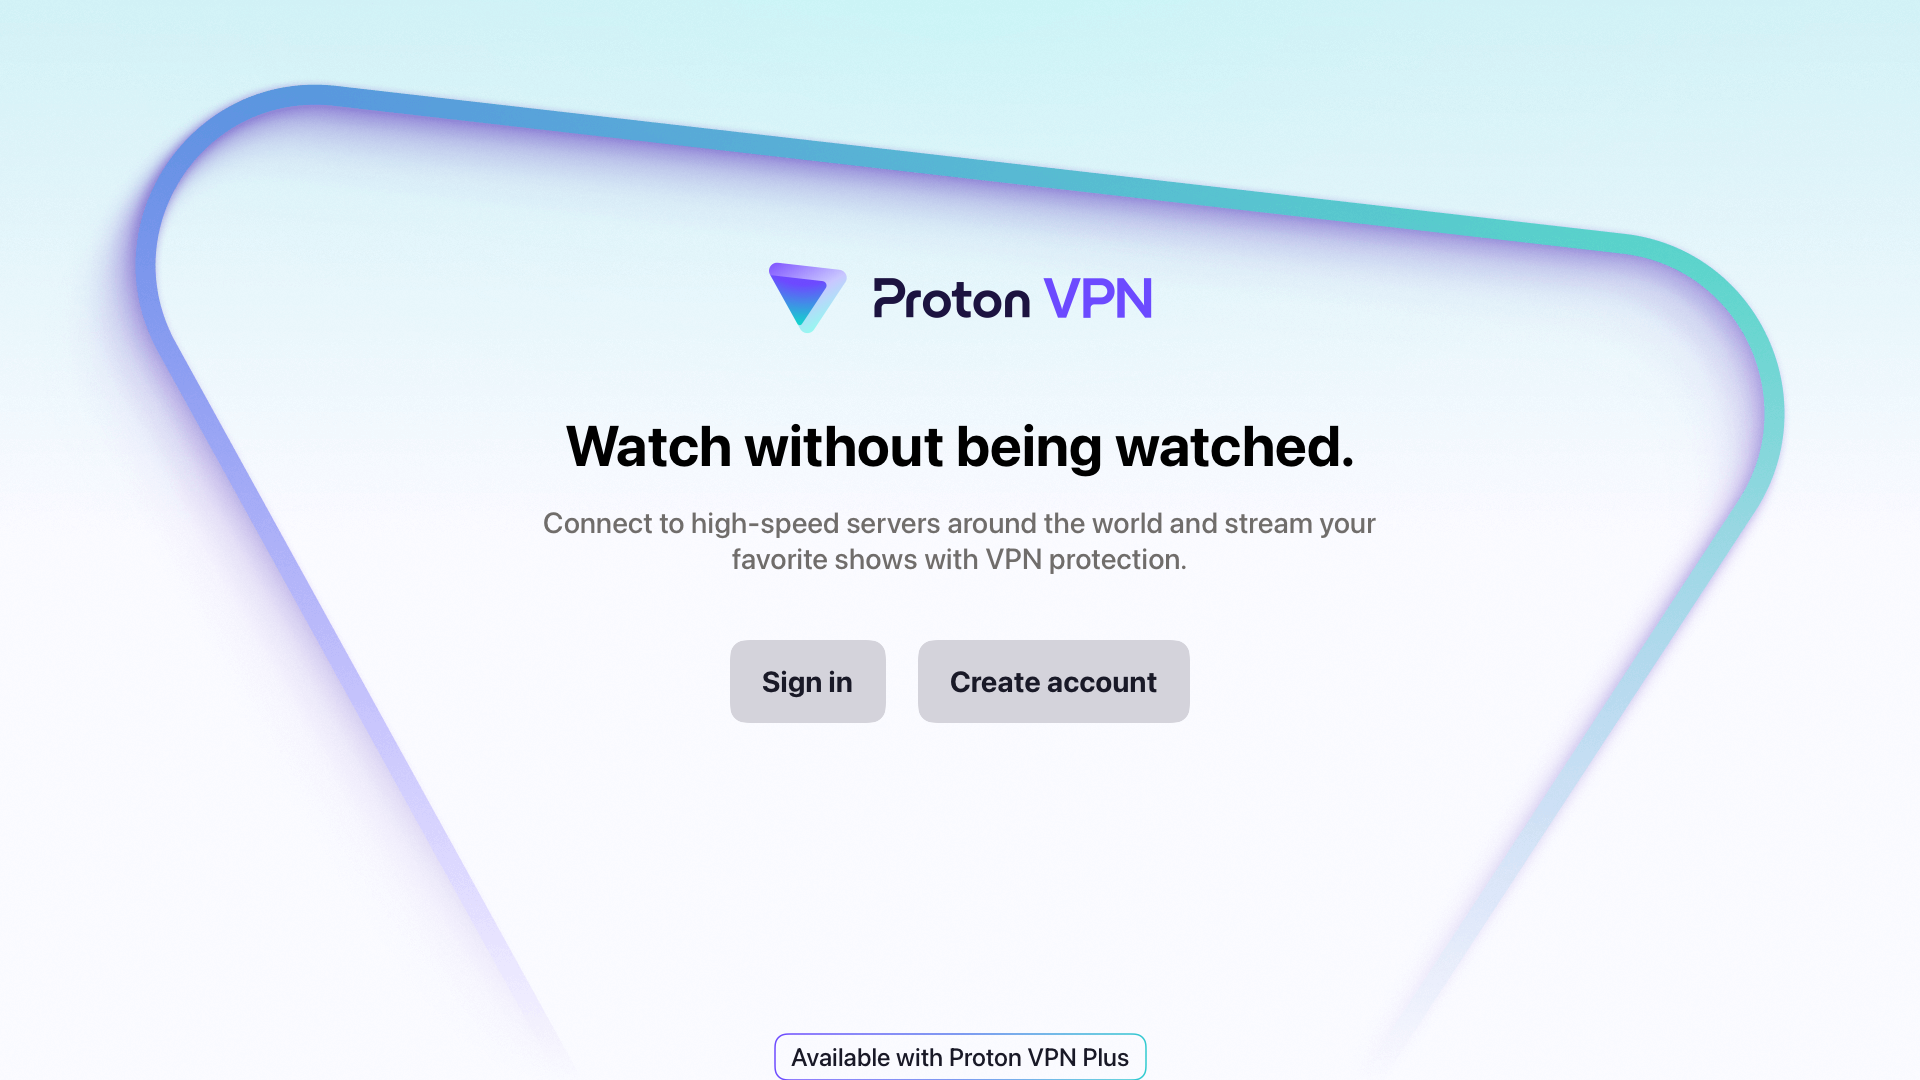 Proton VPN
Watch without being watched.
Connect to high-speed servers around the world and stream your
favorite shows with VPN protection.
Sign in
Create account
Available with Proton VPN Plus